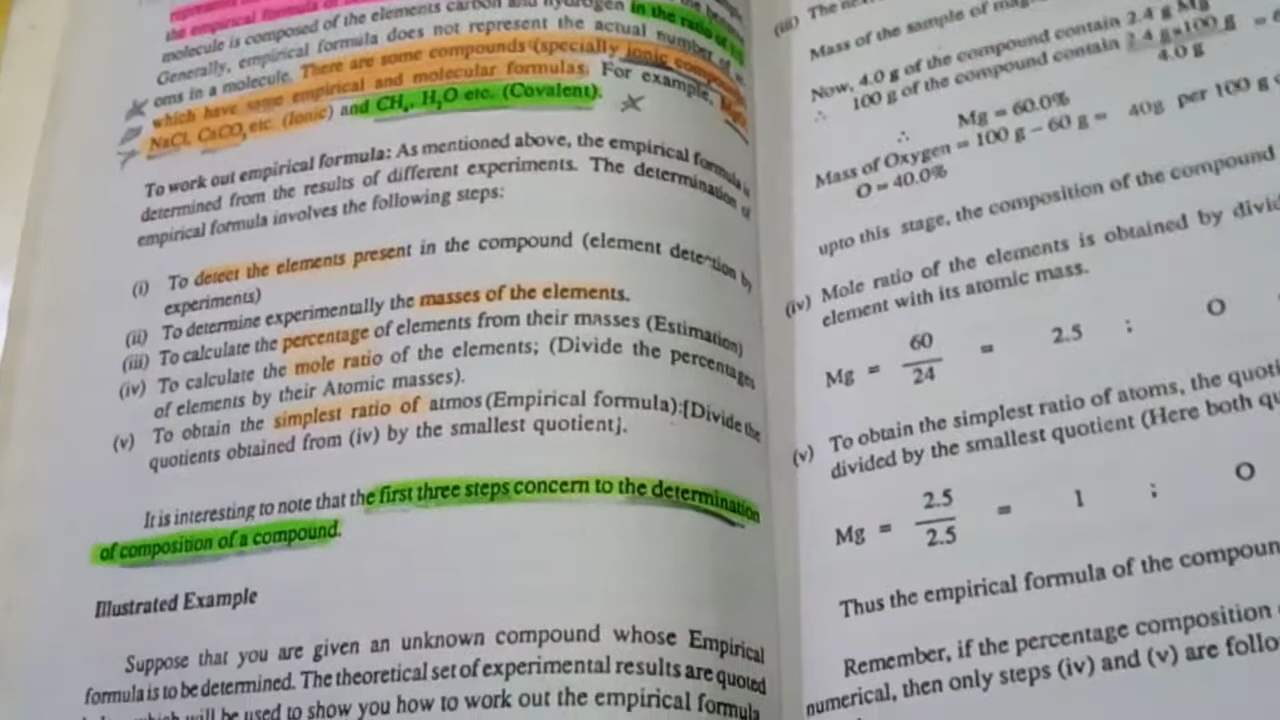 the empirical formula of
molecule is composed of the elements carbon and hydrogen in the ratio of
Generally, empirical formula does not represent the actual number of
oms in a molecule. There are some compounds (specially ionic
which have same empirical and molecular formulas. For example,
NaCl, CaCO₃ etc. (Ionic) and CH₄, H₂O etc. (Covalent).
To work out empirical formula: As mentioned above, the empirical formula is
determined from the results of different experiments. The determination of
empirical formula involves the following steps:
(i) To detect the elements present in the compound (element detection by
experiments)
(ii) To determine experimentally the masses of the elements.
(iii) To calculate the percentage of elements from their masses (Estimation)
(iv) To calculate the mole ratio of the elements; (Divide the percentages
of elements by their Atomic masses).
(v) To obtain the simplest ratio of atmos (Empirical formula):[Divide the
quotients obtained from (iv) by the smallest quotient].
It is interesting to note that the first three steps concern to the determination
of composition of a compound.
Illustrated Example
Suppose that you are given an unknown compound whose Empirical
formula is to be determined. The theoretical set of experimental results are quoted
which will be used to show you how to work out the empirical formula
(iii) The
Mass of the sample of
Now, 4.0 g of the compound contain 2.4 g Mg
∴ 100 g of the compound contain 2.4 g×100 g =
4.0 g
∴ Mg = 60.0%
Mass of Oxygen = 100 g – 60 g = 40g per 100 g
O = 40.0%
upto this stage, the composition of the compound
(iv) Mole ratio of the elements is obtained by
element with its atomic mass.
Mg = 60/24 = 2.5 : O
(v) To obtain the simplest ratio of atoms, the
divided by the smallest quotient (Here both
Mg = 2.5/2.5 = 1 ; O
Thus the empirical formula of the
Remember, if the percentage composition
numerical, then only steps (iv) and (v) are